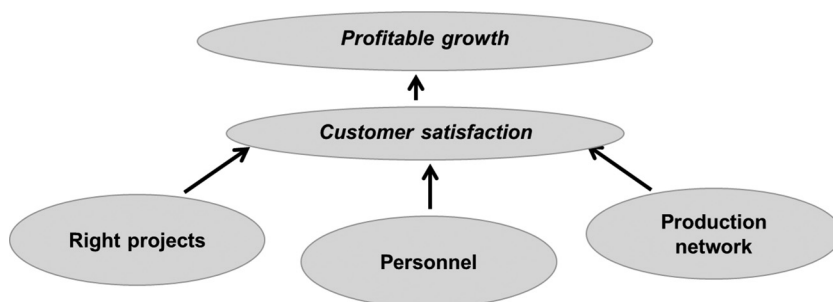 Profitable growth
Customer satisfaction
Right projects
Personnel
Production
network